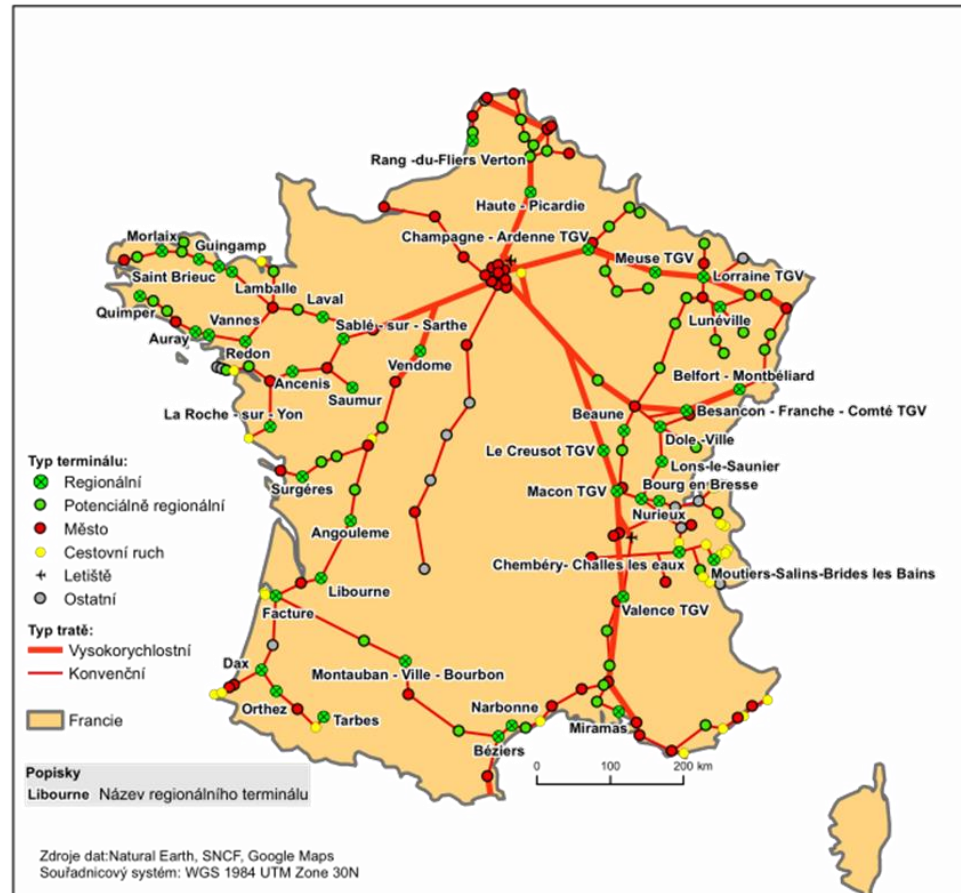 Rang -du-Fliers Verton
Haute - Picardie
Champagne - Ardenne TGV
Morlaix
Guingamp
Meuse TGV
Saint Brieuc
Lorraine TGV
Lamballe
Laval
Quimper
Vannes
Sablé - sur - Sarthe
Lunéville
Auray
Redon
Vendome
Ancenis
Belfort - Montbéliard
Saumur
La Roche - sur - Yon
Beaune
Besancon - Franche - Comté TGV
Dole -Ville
Le Creusot TGV
Lons-le-Saunier
Bourg en Bresse
Surgéres
Macon TGV
Nurieux
Angouleme
Chembéry- Challes les eaux
Moutiers-Salins-Brides les Bains
Libourne
Facture
Valence TGV
Dax
Montauban - Ville - Bourbon
Orthez
Tarbes
Narbonne
Miramas
Béziers
Typ terminálu:
Regionální
Potenciálně regionální
Město
Cestovní ruch
Letiště
Ostatní
Typ tratě:
Vysokorychlostní
Konvenční
Francie
Popisky
Libourne Název regionálního terminálu
0 100 200 km
Zdroje dat:Natural Earth, SNCF, Google Maps
Souřadnicový systém: WGS 1984 UTM Zone 30N